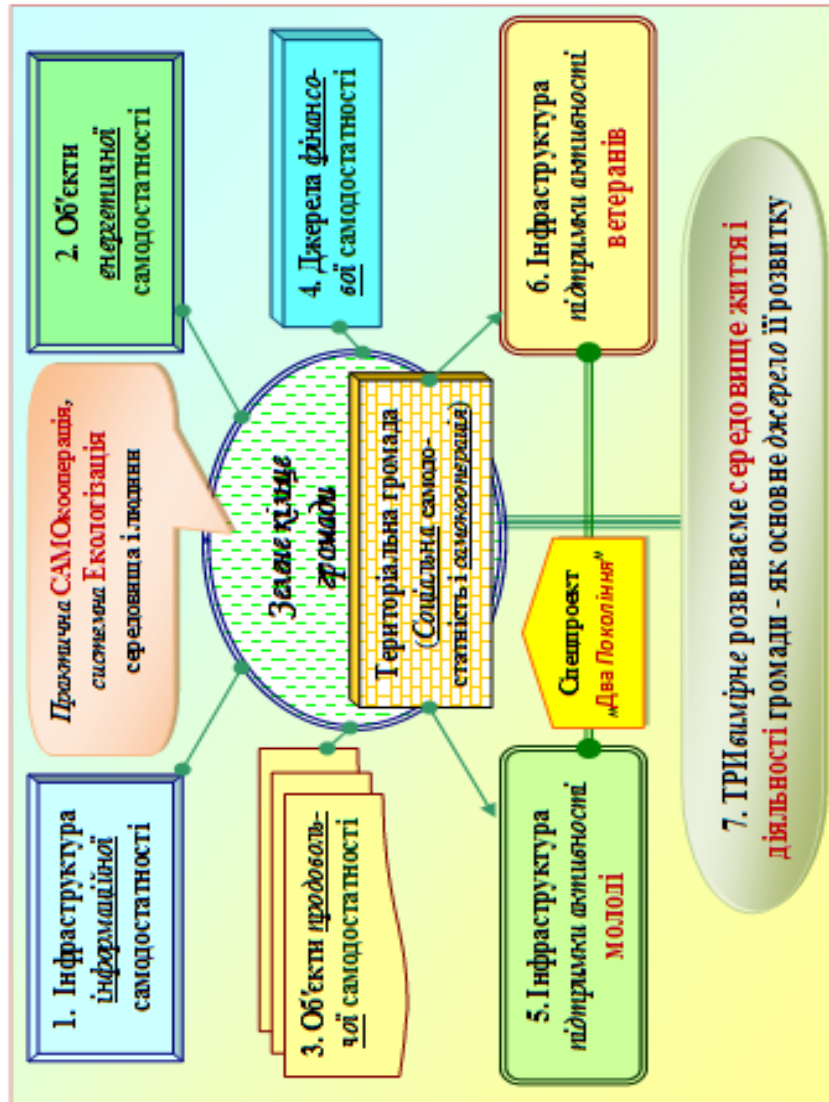 1. Інфраструктура
інформаційної
самодостатності
Практична САМОкооперація,
системна Екологізація
середовища і людини
2. Об'єкти
енергетичної
самодостатності
Зелене кільце
громади
3. Об'єкти продоволь-
чої самодостатності
4. Джерела фінансо-
вої самодостатності
Територіальна громада
(Соціальна самодо-
статність і самокооперація)
5. Інфраструктура
підтримки активності
молоді
Спецпроект
„Два Покоління”
6. Інфраструктура
підтримки активності
ветеранів
7. ТРИвимірне розвиваємо середовище життя і
діяльності громади - як основне джерело її розвитку